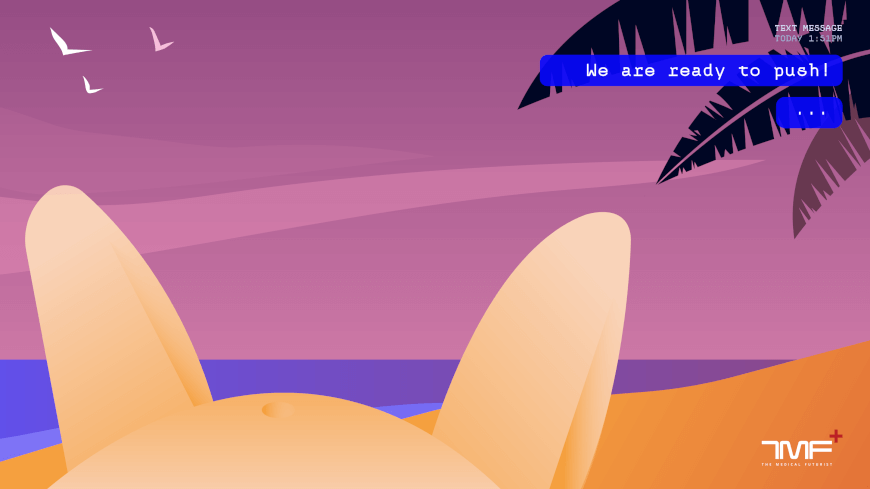 TEXT MESSAGE
TODAY 1:51PM
We are ready to push!
...
TMF+
THE MEDICAL FUTURIST